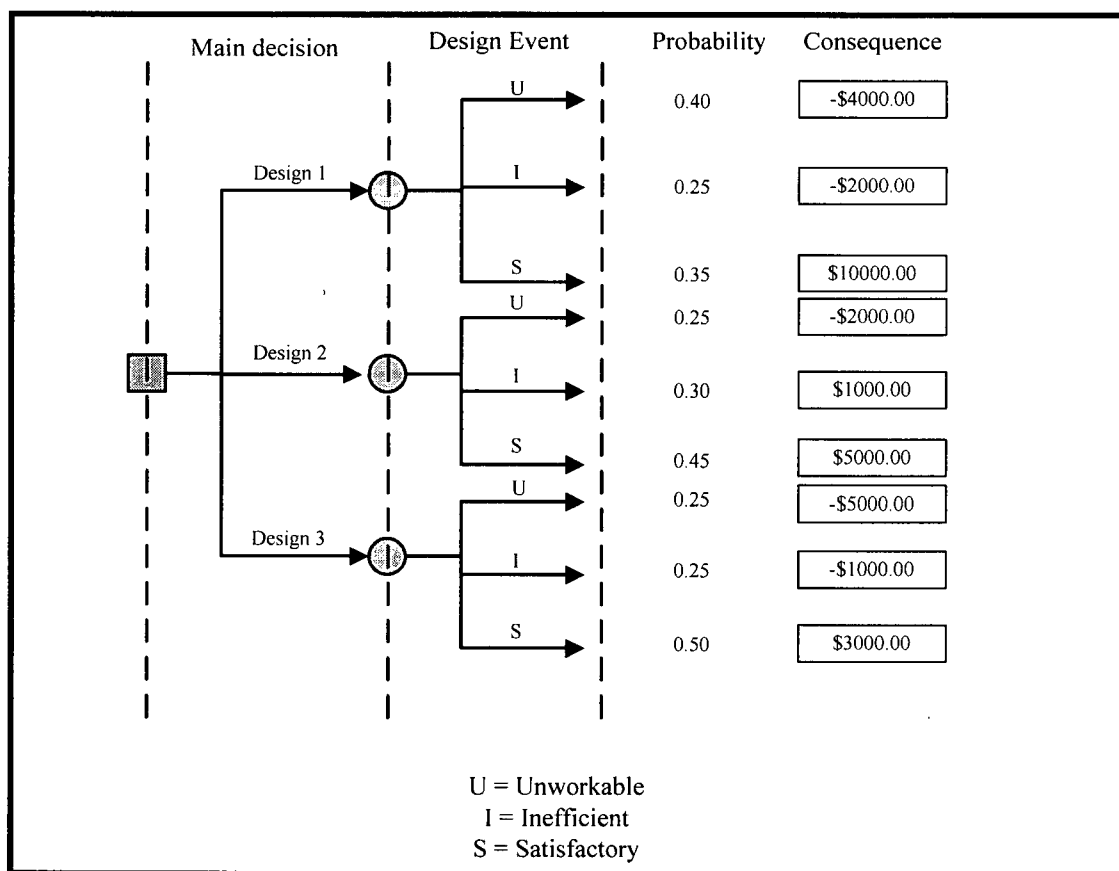 Main decision
Design Event
Probability
Consequence
U
0.40
-$4000.00
Design 1
I
0.25
-$2000.00
S
0.35
$10000.00
U
0.25
-$2000.00
Design 2
I
0.30
$1000.00
S
0.45
$5000.00
U
0.25
-$5000.00
Design 3
I
0.25
-$1000.00
S
0.50
$3000.00
U = Unworkable
I = Inefficient
S = Satisfactory